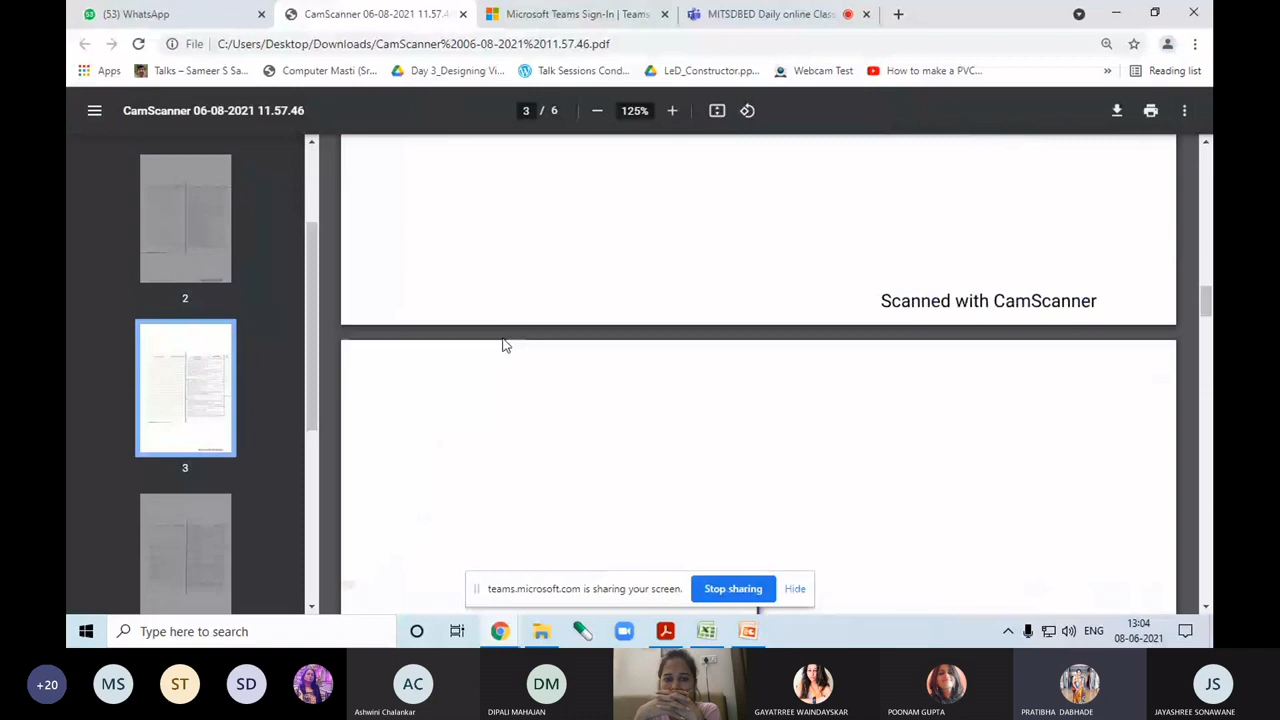 (53) WhatsApp
CamScanner 06-08-2021 11.57.4
Microsoft Teams Sign-In | Teams
MITSDBED Daily online Clas
File
C:/Users/Desktop/Downloads/CamScanner%2006-08-2021%2011.57.46.pdf
Apps
Talks – Sameer S Sa...
Computer Masti (Sr...
Day 3_Designing Vi...
Talk Sessions Cond...
LeD_Constructor.pp...
Webcam Test
How to make a PVC...
»
Reading list
CamScanner 06-08-2021 11.57.46
3 / 6
125%
2
3
Scanned with CamScanner
teams.microsoft.com is sharing your screen.
Stop sharing
Hide
Type here to search
ENG
13:04
08-06-2021
+20
MS
ST
SD
AC
Ashwini Chalankar
DM
DIPALI MAHAJAN
GAYATRREE WAINDAYSKAR
POONAM GUPTA
PRATIBHA DABHADE
JS
JAYASHREE SONAWANE